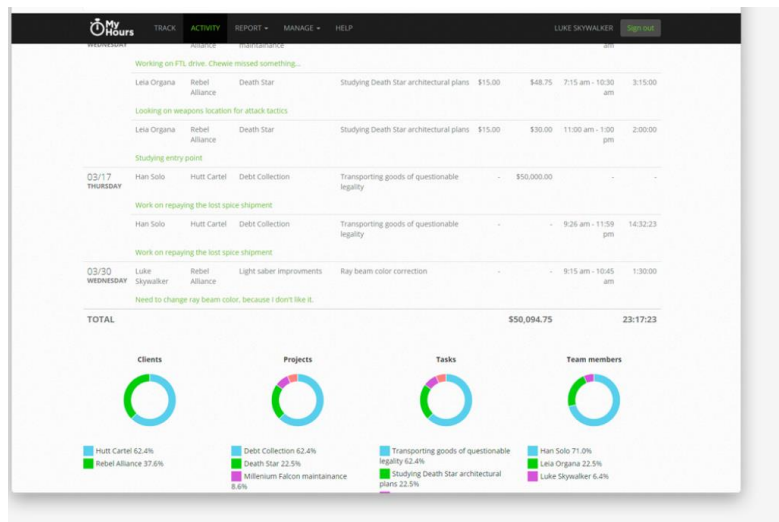 My Hours TRACK ACTIVITY REPORT MANAGE HELP LUKE SKYWALKER Sign out
WEDNESDAY Alliance maintainance am
Working on FTL drive. Chewie missed something...
Leia Organa Rebel Alliance Death Star Studying Death Star architectural plans $15.00 $48.75 7:15 am - 10:30 am 3:15:00
Looking on weapons location for attack tactics
Leia Organa Rebel Alliance Death Star Studying Death Star architectural plans $15.00 $30.00 11:00 am - 1:00 pm 2:00:00
Studying entry point
03/17 THURSDAY Han Solo Hutt Cartel Debt Collection Transporting goods of questionable legality - $50,000.00 - -
Work on repaying the lost spice shipment
Han Solo Hutt Cartel Debt Collection Transporting goods of questionable legality - - 9:26 am - 11:59 pm 14:32:23
Work on repaying the lost spice shipment
03/30 WEDNESDAY Luke Skywalker Rebel Alliance Light saber improvments Ray beam color correction - - 9:15 am - 10:45 am 1:30:00
Need to change ray beam color, because I don't like it.
TOTAL $50,094.75 23:17:23
Clients Projects Tasks Team members
Hutt Cartel 62.4%
Rebel Alliance 37.6%
Debt Collection 62.4%
Death Star 22.5%
Millenium Falcon maintainance
8.6%
Transporting goods of questionable
legality 62.4%
Studying Death Star architectural
plans 22.5%
Han Solo 71.0%
Leia Organa 22.5%
Luke Skywalker 6.4%